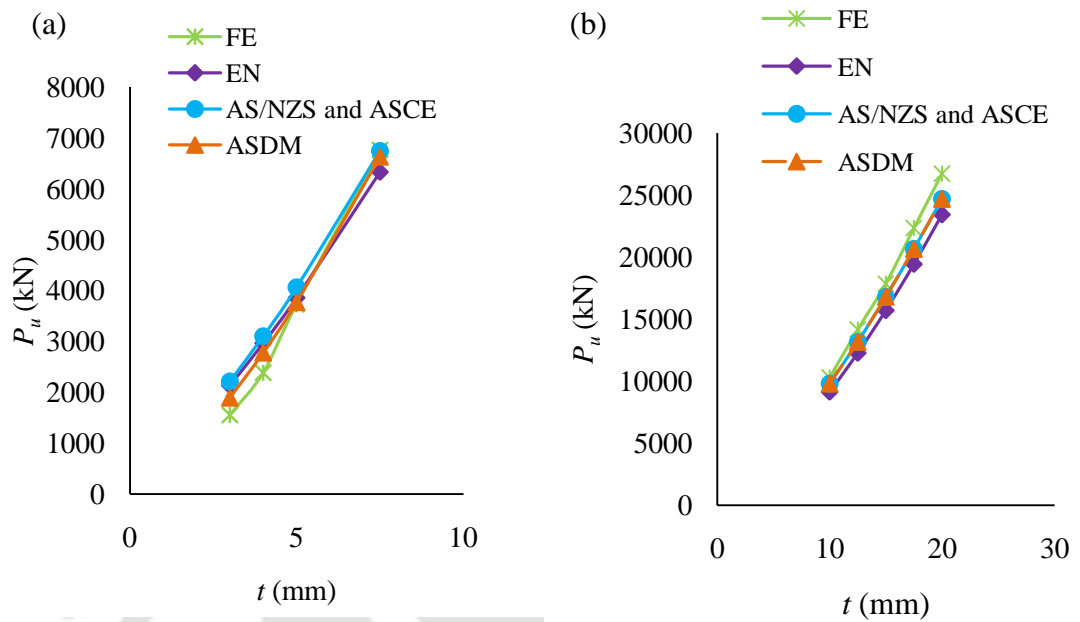 (a)
FE
EN
AS/NZS and ASCE
ASDM
8000
7000
6000
5000
4000
3000
2000
1000
0
0 5 10
P_u (kN)
t (mm)
(b)
FE
EN
AS/NZS and ASCE
ASDM
30000
25000
20000
15000
10000
5000
0
0 10 20 30
P_u (kN)
t (mm)